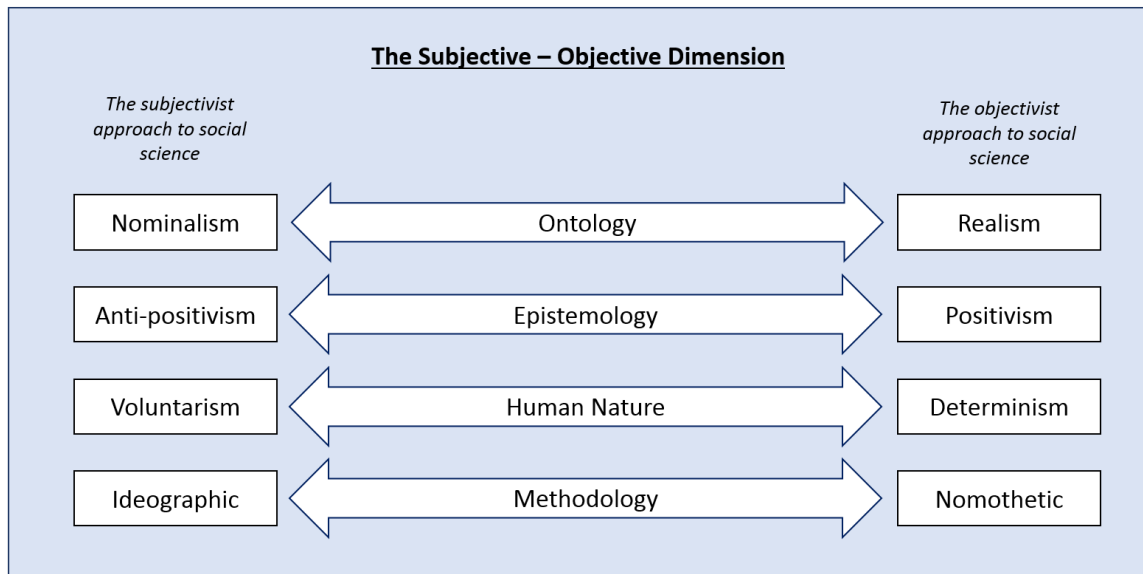 The Subjective – Objective Dimension
The subjectivist
approach to social
science
The objectivist
approach to social
science
Nominalism
Ontology
Realism
Anti-positivism
Epistemology
Positivism
Voluntarism
Human Nature
Determinism
Ideographic
Methodology
Nomothetic